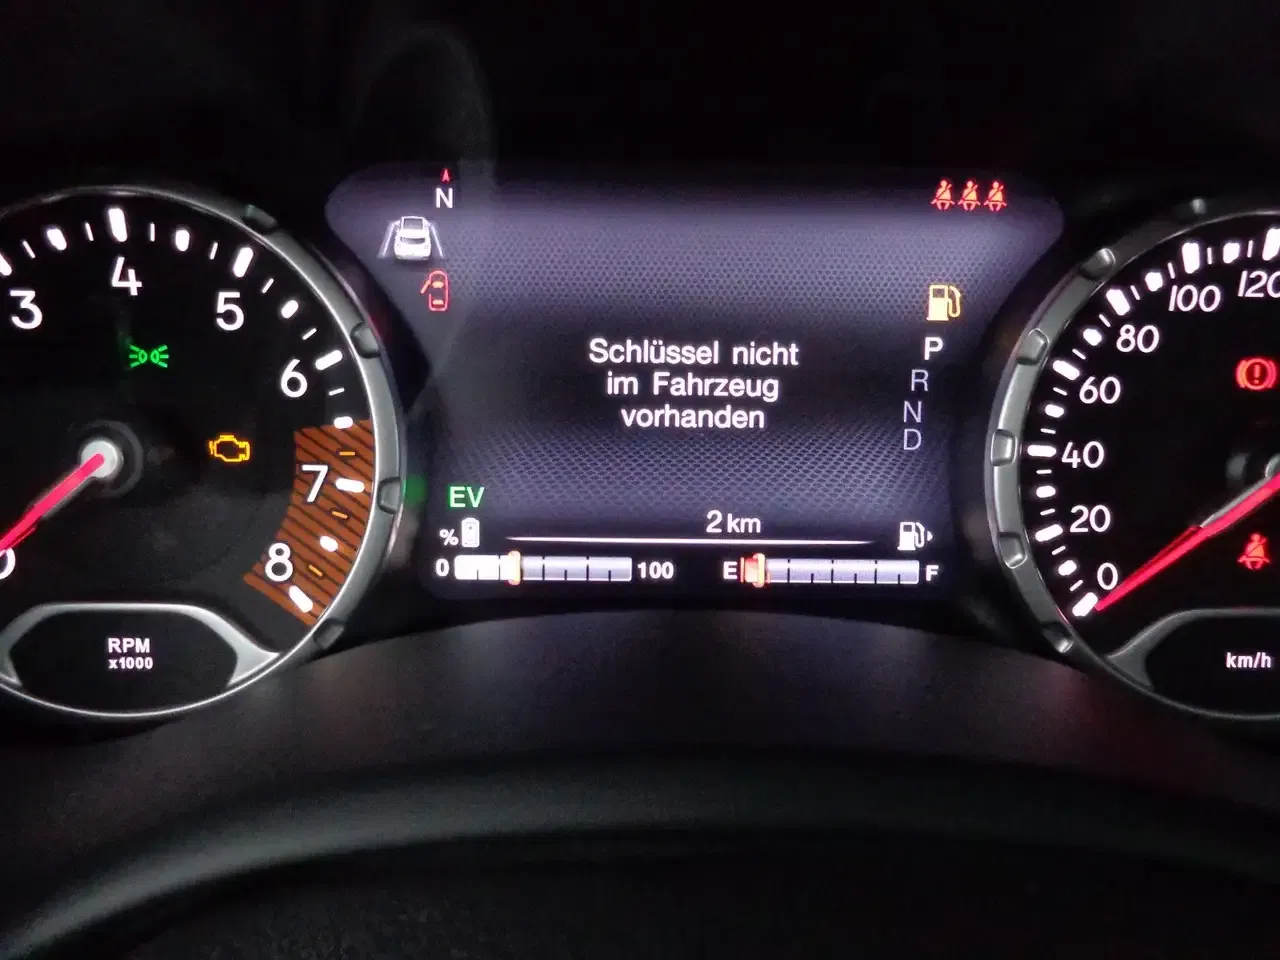 N
3
4
5
6
7
8
RPM
x1000
Schlüssel nicht
im Fahrzeug
vorhanden
P
R
N
D
EV
2 km
%
0 100
E F
0
20
40
60
80
100
120
km/h